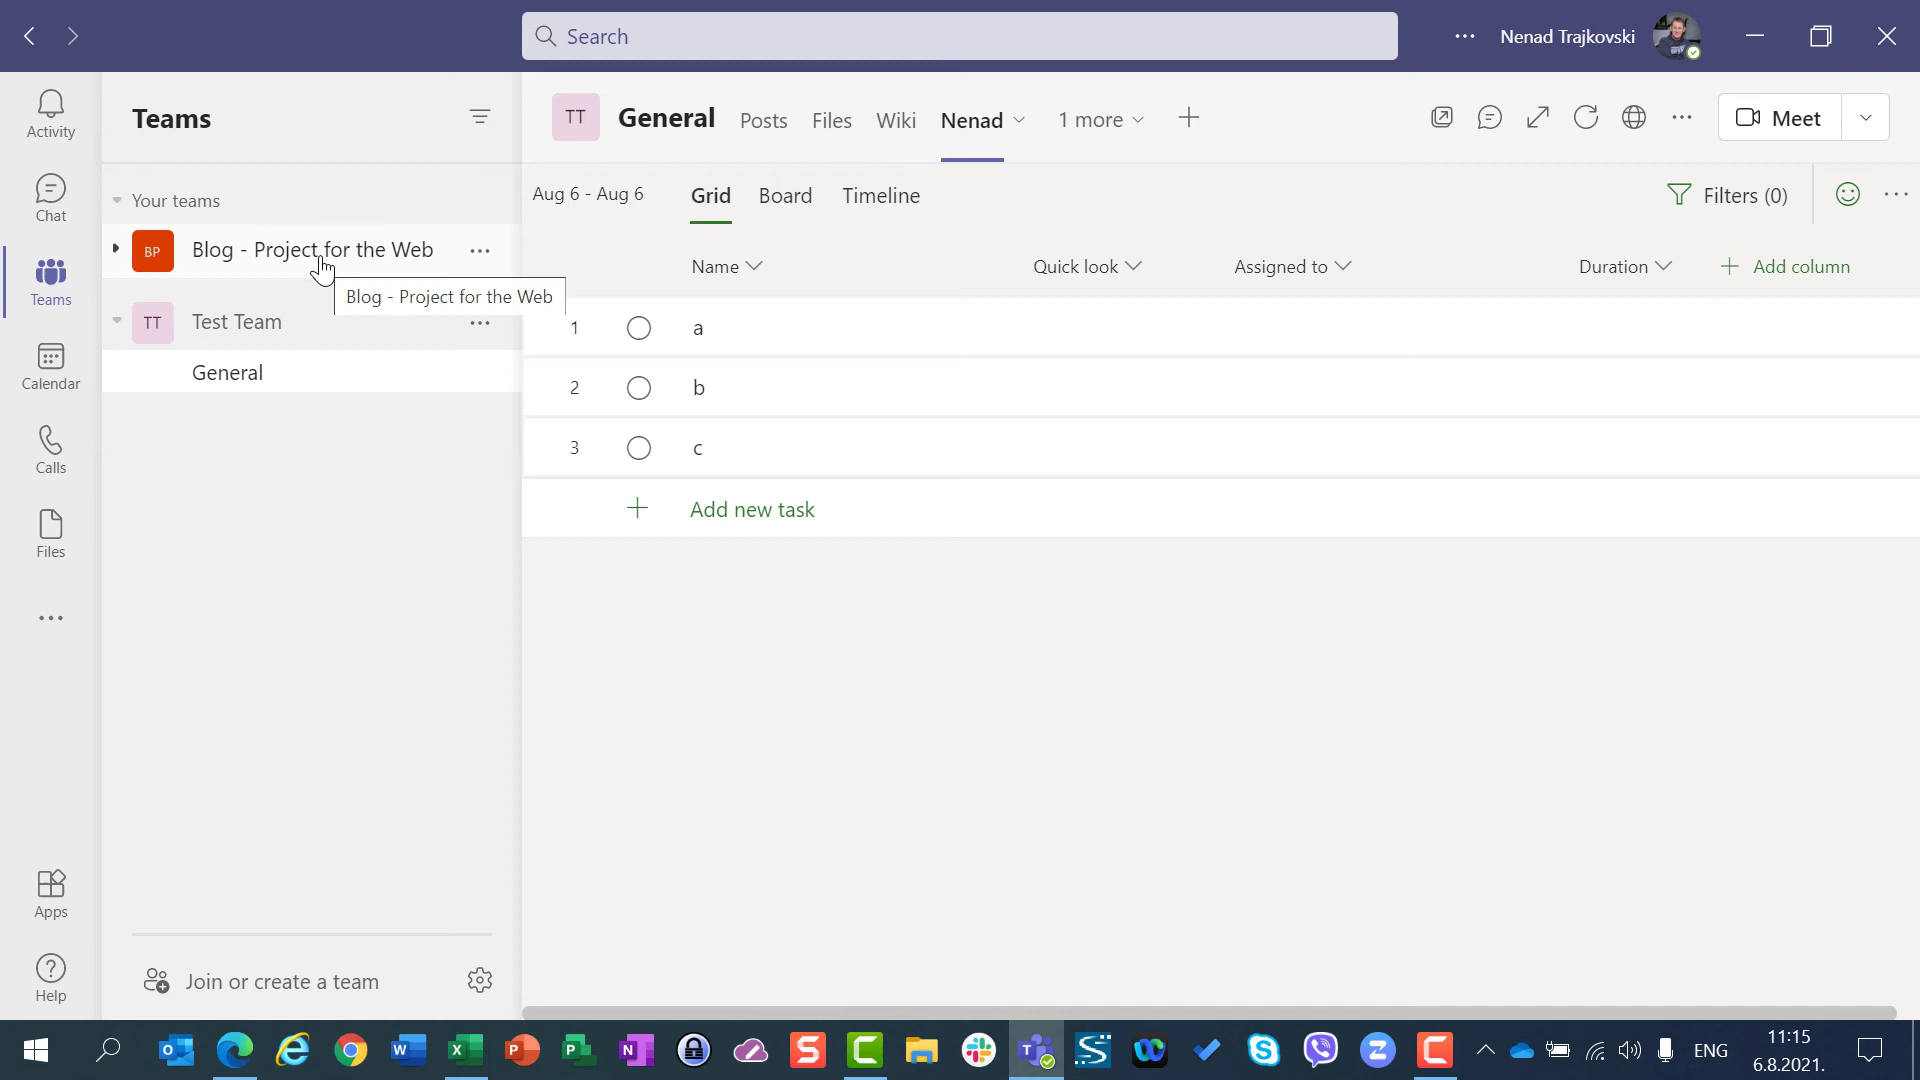 Search
Nenad Trajkovski
Activity
Chat
Teams
Calendar
Calls
Files
Apps
Help
Teams
Your teams
BP
Blog - Project for the Web
Blog - Project for the Web
TT
Test Team
General
Join or create a team
TT
General
Posts
Files
Wiki
Nenad
1 more
Meet
Aug 6 - Aug 6
Grid
Board
Timeline
Filters (0)
Name
Quick look
Assigned to
Duration
Add column
1
a
2
b
3
c
Add new task
ENG
11:15
6.8.2021.